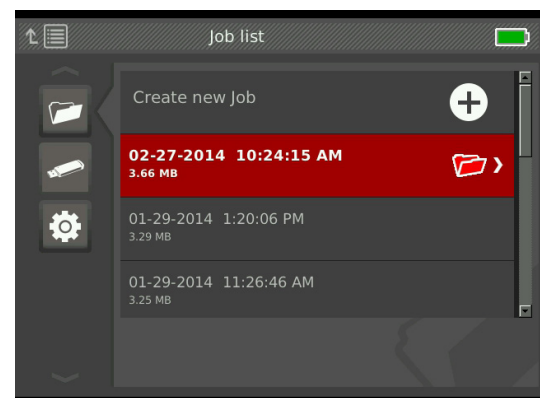 Job list
Create new Job
02-27-2014 10:24:15 AM
3.66 MB
01-29-2014 1:20:06 PM
3.29 MB
01-29-2014 11:26:46 AM
3.25 MB